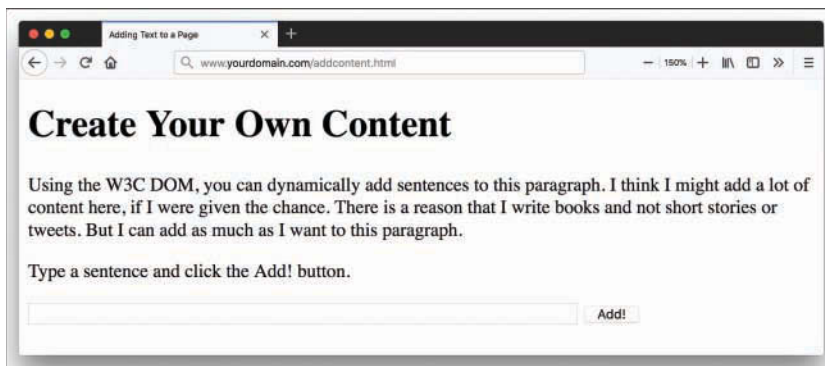 Adding Text to a Page
www.yourdomain.com/addcontent.html
150%
Create Your Own Content
Using the W3C DOM, you can dynamically add sentences to this paragraph. I think I might add a lot of
content here, if I were given the chance. There is a reason that I write books and not short stories or
tweets. But I can add as much as I want to this paragraph.
Type a sentence and click the Add! button.
Add!